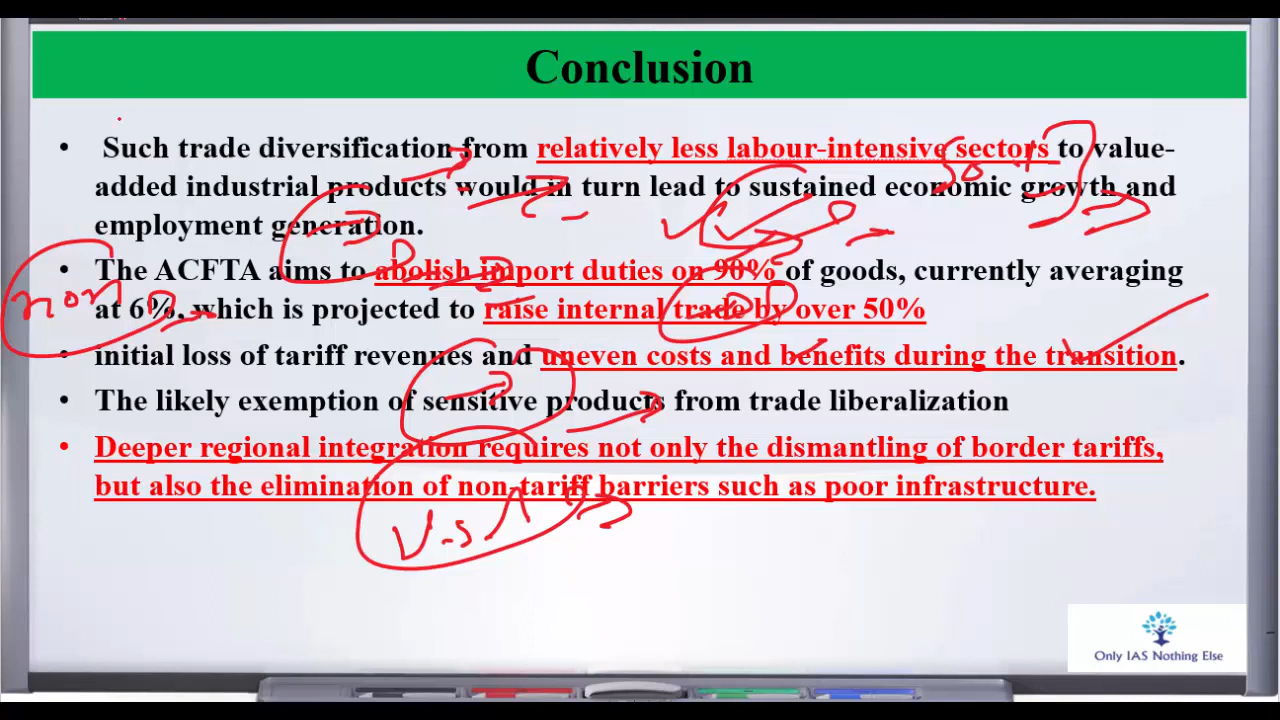 Conclusion
• Such trade diversification from relatively less labour-intensive sectors to value-
added industrial products would in turn lead to sustained economic growth and
employment generation.
• The ACFTA aims to abolish import duties on 90% of goods, currently averaging
at 6%, which is projected to raise internal trade by over 50%
• initial loss of tariff revenues and uneven costs and benefits during the transition.
• The likely exemption of sensitive products from trade liberalization
• Deeper regional integration requires not only the dismantling of border tariffs,
but also the elimination of non-tariff barriers such as poor infrastructure.
Only IAS Nothing Else